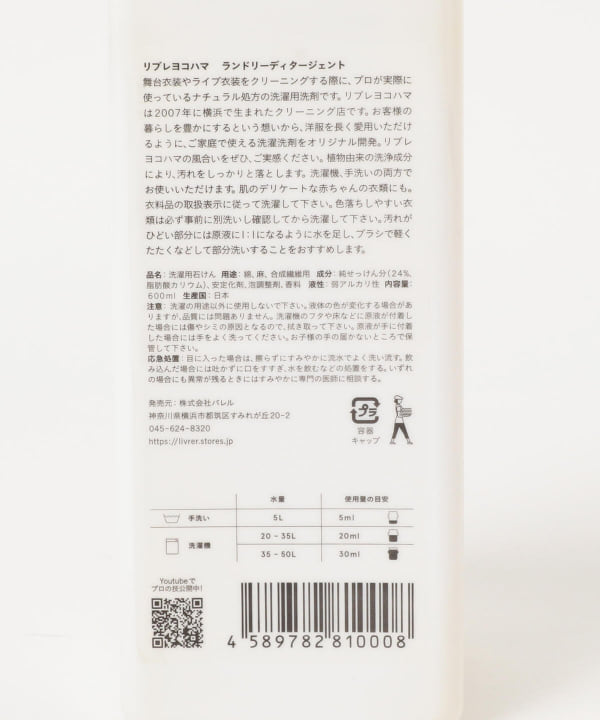 リブレヨコハマ ランドリーディタージェント
舞台衣装やライブ衣装をクリーニングする際に、プロが実際に
使っているナチュラル処方の洗濯用洗剤です。リブレヨコハマ
は2007年に横浜で生まれたクリーニング店です。お客様の
暮らしを豊かにするという想いから、洋服を長く愛用いただけ
るように、ご家庭で使える洗濯洗剤をオリジナル開発。リブレ
ヨコハマの風合いをぜひ、ご実感ください。植物由来の洗浄成分
により、汚れをしっかりと落とします。洗濯機、手洗いの両方で
お使いいただけます。肌のデリケートな赤ちゃんの衣類にも。
衣料品の取扱表示に従って洗濯して下さい。色落ちしやすい衣
類は必ず事前に別洗いし確認してから洗濯して下さい。汚れが
ひどい部分には原液に1:1になるように水を足し、ブラシで軽く
たたくなどして部分洗いすることをおすすめします。
品名：洗濯用石けん 用途：綿、麻、合成繊維用 成分：純せっけん分(24%、
脂肪酸カリウム)、安定化剤、泡調整剤、香料 液性：弱アルカリ性 内容量：
600ml 生産国：日本
注意：洗濯の用途以外に使用しないで下さい。液体の色が変化する場合があ
りますが、品質には問題ありません。洗濯機のフタや床などに原液が付着し
た場合には傷やシミの原因となるので、拭き取って下さい。原液が手に付着
した場合には手をよく洗ってください。お子様の手の届かないところで保
管して下さい。
応急処置：目に入った場合は、擦らずにすみやかに流水でよく洗い流す。飲
み込んだ場合には吐かずに口をすすぎ、水を飲むなどの処置をする。いずれ
の場合にも異常が残るときにはすみやかに専門の医師に相談する。
発売元：株式会社バレル
神奈川県横浜市都筑区すみれが丘20-2
045-624-8320
https://livrer.stores.jp
プラ
容器
キャップ
水量 使用量の目安
手洗い 5L 5ml
洗濯機 20 - 35L 20ml
35 - 50L 30ml
Youtubeで
プロの技公開中!
4 589782 810008